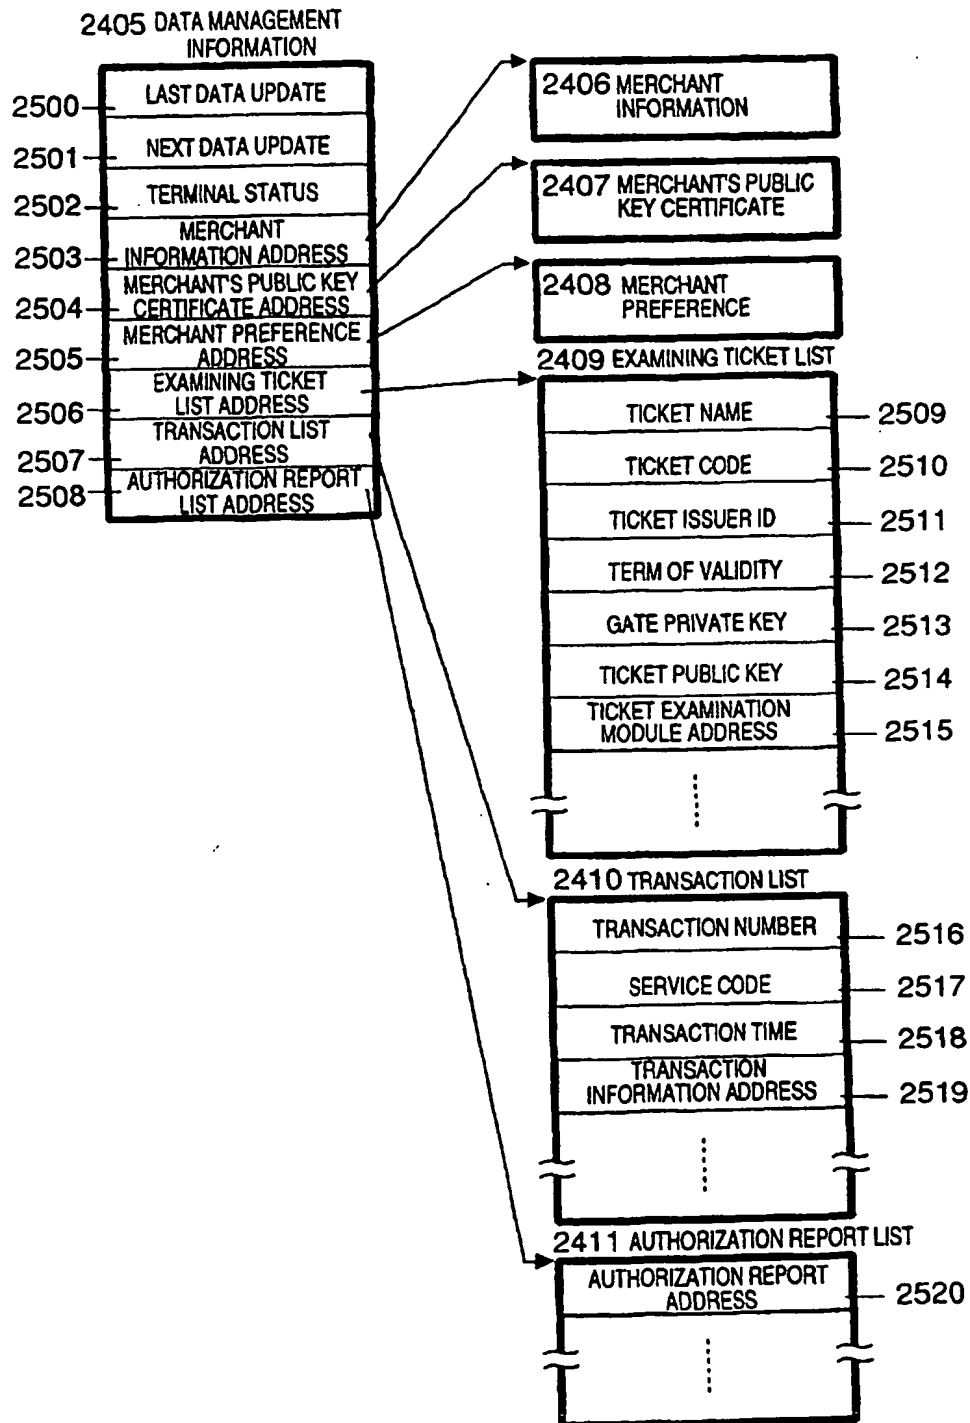 2405 DATA MANAGEMENT
INFORMATION
2500
LAST DATA UPDATE
2501
NEXT DATA UPDATE
2502
TERMINAL STATUS
2503
MERCHANT
INFORMATION ADDRESS
2504
MERCHANT'S PUBLIC KEY
CERTIFICATE ADDRESS
2505
MERCHANT PREFERENCE
ADDRESS
2506
EXAMINING TICKET
LIST ADDRESS
2507
TRANSACTION LIST
ADDRESS
2508
AUTHORIZATION REPORT
LIST ADDRESS
2406 MERCHANT
INFORMATION
2407 MERCHANT'S PUBLIC
KEY CERTIFICATE
2408 MERCHANT
PREFERENCE
2409 EXAMINING TICKET LIST
TICKET NAME
2509
TICKET CODE
2510
TICKET ISSUER ID
2511
TERM OF VALIDITY
2512
GATE PRIVATE KEY
2513
TICKET PUBLIC KEY
2514
TICKET EXAMINATION
MODULE ADDRESS
2515
2410 TRANSACTION LIST
TRANSACTION NUMBER
2516
SERVICE CODE
2517
TRANSACTION TIME
2518
TRANSACTION
INFORMATION ADDRESS
2519
2411 AUTHORIZATION REPORT LIST
AUTHORIZATION REPORT
ADDRESS
2520